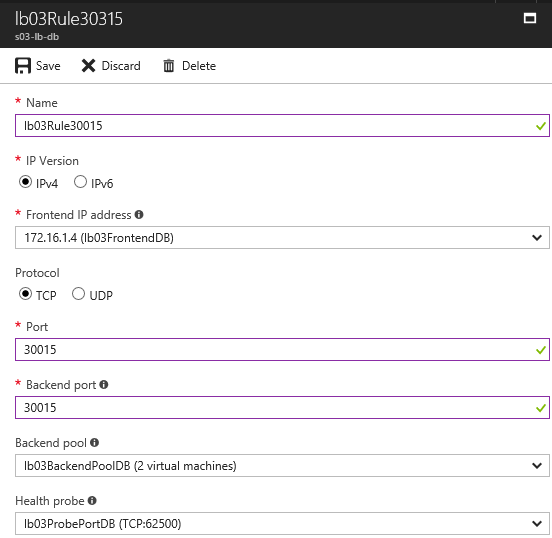 lb03Rule30315
s03-lb-db
Save Discard Delete
* Name
lb03Rule30015
* IP Version
IPv4 IPv6
* Frontend IP address
172.16.1.4 (lb03FrontendDB)
Protocol
TCP UDP
* Port
30015
* Backend port
30015
Backend pool
lb03BackendPoolDB (2 virtual machines)
Health probe
lb03ProbePortDB (TCP:62500)